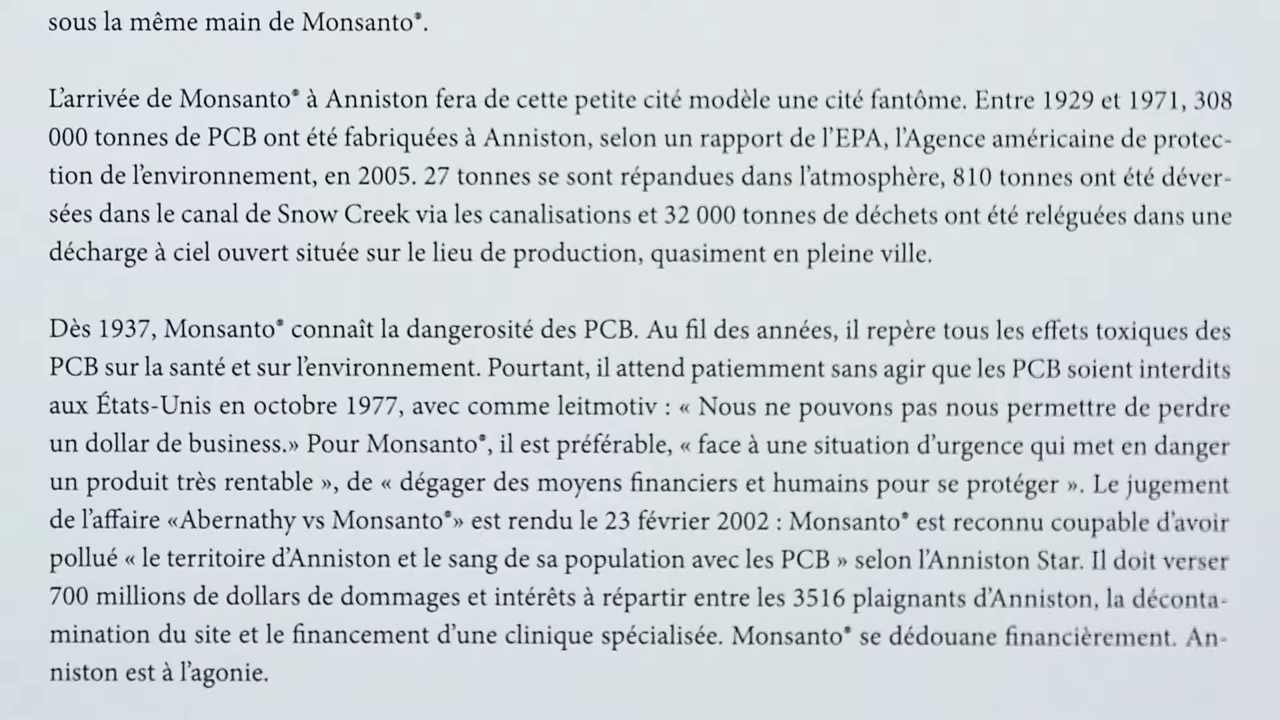 sous la même main de Monsanto®.
L'arrivée de Monsanto® à Anniston fera de cette petite cité modèle une cité fantôme. Entre 1929 et 1971, 308
000 tonnes de PCB ont été fabriquées à Anniston, selon un rapport de l'EPA, l'Agence américaine de protec-
tion de l'environnement, en 2005. 27 tonnes se sont répandues dans l'atmosphère, 810 tonnes ont été déver-
sées dans le canal de Snow Creek via les canalisations et 32 000 tonnes de déchets ont été reléguées dans une
décharge à ciel ouvert située sur le lieu de production, quasiment en pleine ville.
Dès 1937, Monsanto® connaît la dangerosité des PCB. Au fil des années, il repère tous les effets toxiques des
PCB sur la santé et sur l'environnement. Pourtant, il attend patiemment sans agir que les PCB soient interdits
aux États-Unis en octobre 1977, avec comme leitmotiv : « Nous ne pouvons pas nous permettre de perdre
un dollar de business.» Pour Monsanto®, il est préférable, « face à une situation d'urgence qui met en danger
un produit très rentable », de « dégager des moyens financiers et humains pour se protéger ». Le jugement
de l'affaire «Abernathy vs Monsanto®» est rendu le 23 février 2002 : Monsanto® est reconnu coupable d'avoir
pollué « le territoire d'Anniston et le sang de sa population avec les PCB » selon l'Anniston Star. Il doit verser
700 millions de dollars de dommages et intérêts à répartir entre les 3516 plaignants d'Anniston, la déconta-
mination du site et le financement d'une clinique spécialisée. Monsanto® se dédouane financièrement. An-
niston est à l'agonie.